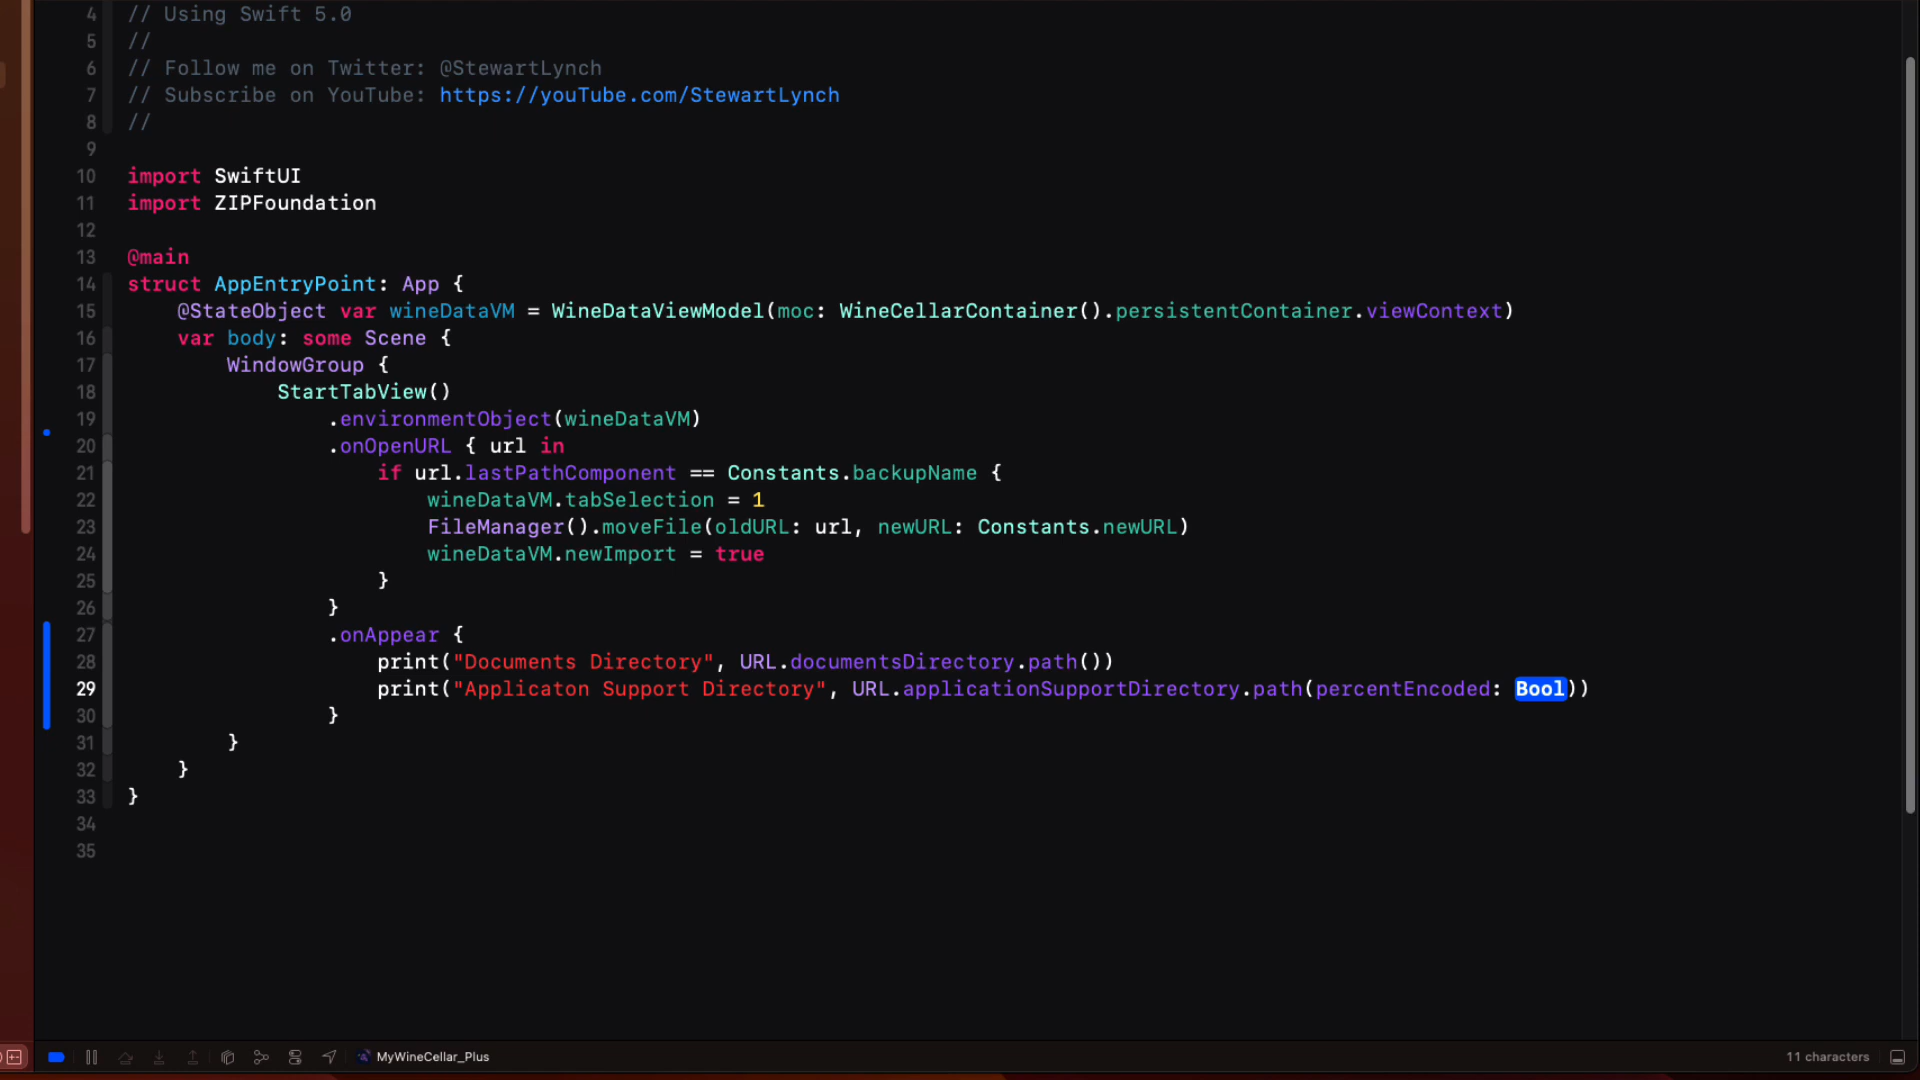 4 // Using Swift 5.0
5 //
6 // Follow me on Twitter: @StewartLynch
7 // Subscribe on YouTube: https://youTube.com/StewartLynch
8 //
9
10 import SwiftUI
11 import ZIPFoundation
12
13 @main
14 struct AppEntryPoint: App {
15     @StateObject var wineDataVM = WineDataViewModel(moc: WineCellarContainer().persistentContainer.viewContext)
16     var body: some Scene {
17         WindowGroup {
18             StartTabView()
19                 .environmentObject(wineDataVM)
20                 .onOpenURL { url in
21                     if url.lastPathComponent == Constants.backupName {
22                         wineDataVM.tabSelection = 1
23                         FileManager().moveFile(oldURL: url, newURL: Constants.newURL)
24                         wineDataVM.newImport = true
25                     }
26                 }
27                 .onAppear {
28                     print("Documents Directory", URL.documentsDirectory.path())
29                     print("Applicaton Support Directory", URL.applicationSupportDirectory.path(percentEncoded: Bool))
30                 }
31         }
32     }
33 }
34
35
MyWineCellar_Plus
11 characters